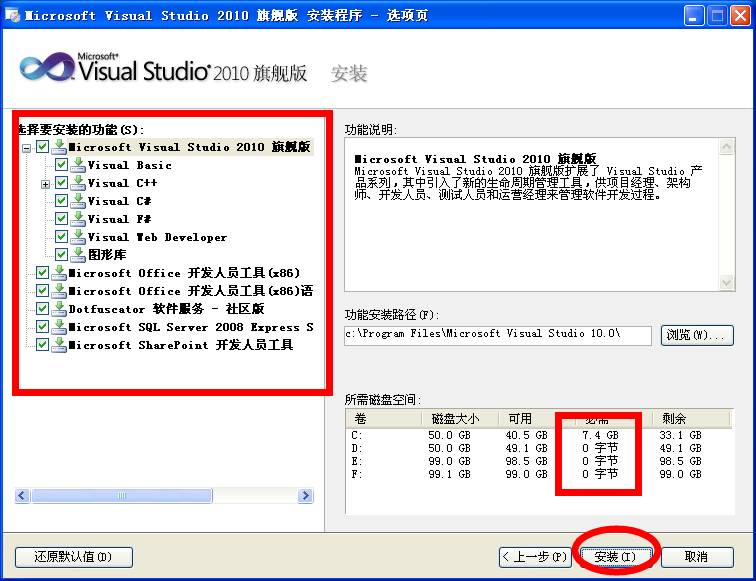 Microsoft Visual Studio 2010 旗舰版 安装程序 - 选项页
Microsoft®
Visual Studio® 2010 旗舰版 安装
选择要安装的功能(S):
Microsoft Visual Studio 2010 旗舰版
Visual Basic
Visual C++
Visual C#
Visual F#
Visual Web Developer
图形库
Microsoft Office 开发人员工具(x86)
Microsoft Office 开发人员工具(x86)语
Dotfuscator 软件服务 - 社区版
Microsoft SQL Server 2008 Express S
Microsoft SharePoint 开发人员工具
功能说明:
Microsoft Visual Studio 2010 旗舰版
Microsoft Visual Studio 2010 旗舰版扩展了 Visual Studio 产
品系列，其中引入了新的生命周期管理工具，供项目经理、架构
师、开发人员、测试人员和运营经理来管理软件开发过程。
功能安装路径(F):
c:\Program Files\Microsoft Visual Studio 10.0\
浏览(W)...
所需磁盘空间:
卷 磁盘大小 可用 必需 剩余
C: 50.0 GB 40.5 GB 7.4 GB 33.1 GB
D: 50.0 GB 49.1 GB 0 字节 49.1 GB
E: 99.0 GB 98.5 GB 0 字节 98.5 GB
F: 99.1 GB 99.0 GB 0 字节 99.0 GB
还原默认值(D)
< 上一步(P)
安装(I)
取消